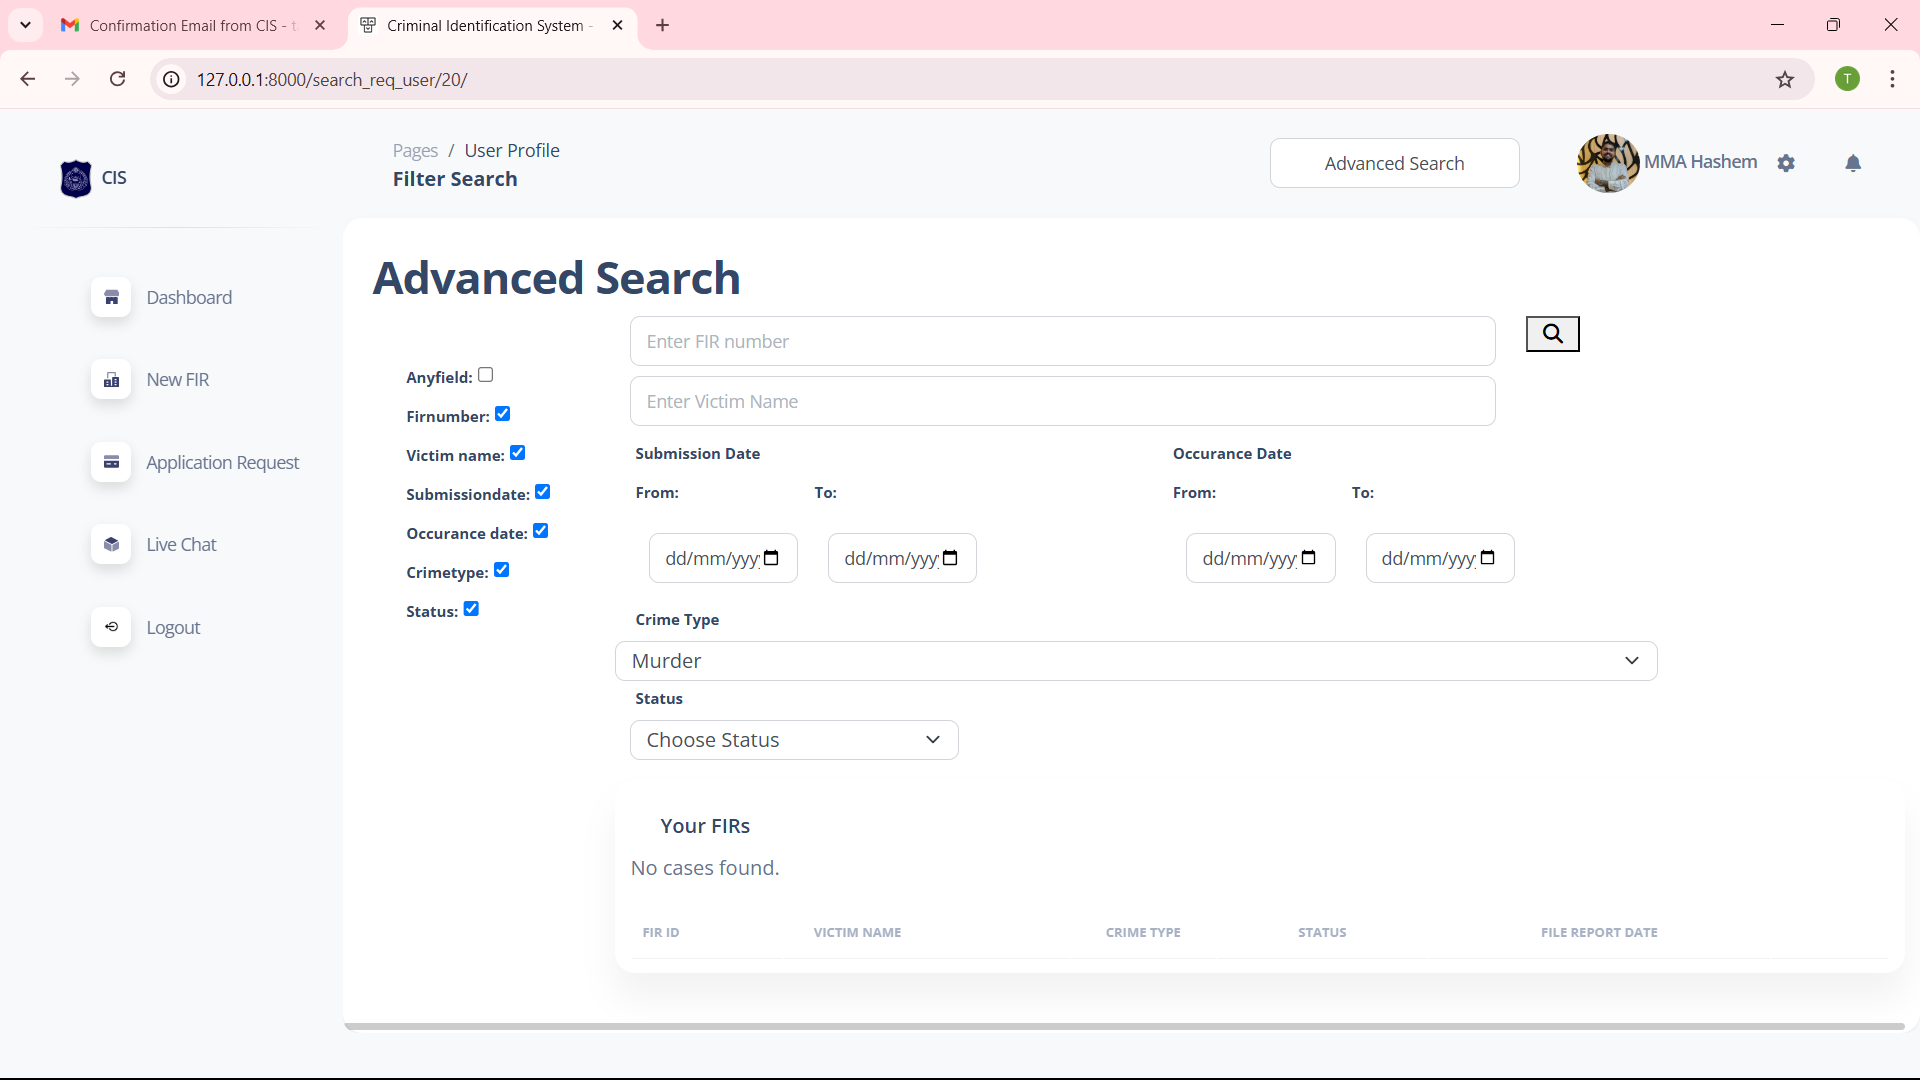 Confirmation Email from CIS - t
Criminal Identification System -
127.0.0.1:8000/search_req_user/20/
T
CIS
Pages / User Profile
Filter Search
Advanced Search
MMA Hashem
Dashboard
New FIR
Application Request
Live Chat
Logout
Advanced Search
Anyfield:
Firnumber:
Victim name:
Submissiondate:
Occurance date:
Crimetype:
Status:
Enter FIR number
Enter Victim Name
Submission Date
Occurance Date
From: To:
From: To:
dd/mm/yyy dd/mm/yyy
dd/mm/yyy dd/mm/yyy
Crime Type
Murder
Status
Choose Status
Your FIRs
No cases found.
FIR ID VICTIM NAME CRIME TYPE STATUS FILE REPORT DATE